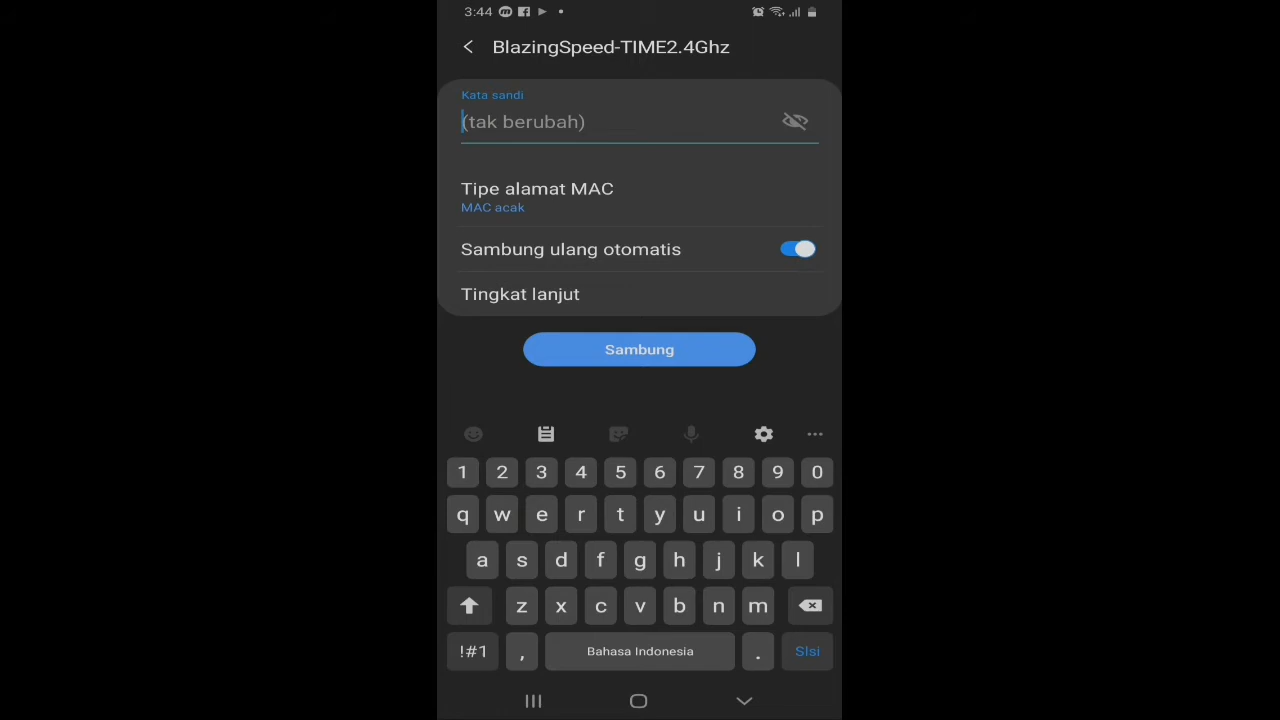 3:44
BlazingSpeed-TIME2.4Ghz
Kata sandi
(tak berubah)
Tipe alamat MAC
MAC acak
Sambung ulang otomatis
Tingkat lanjut
Sambung
1 2 3 4 5 6 7 8 9 0
q w e r t y u i o p
a s d f g h j k l
z x c v b n m
!#1 , Bahasa Indonesia . SIsi